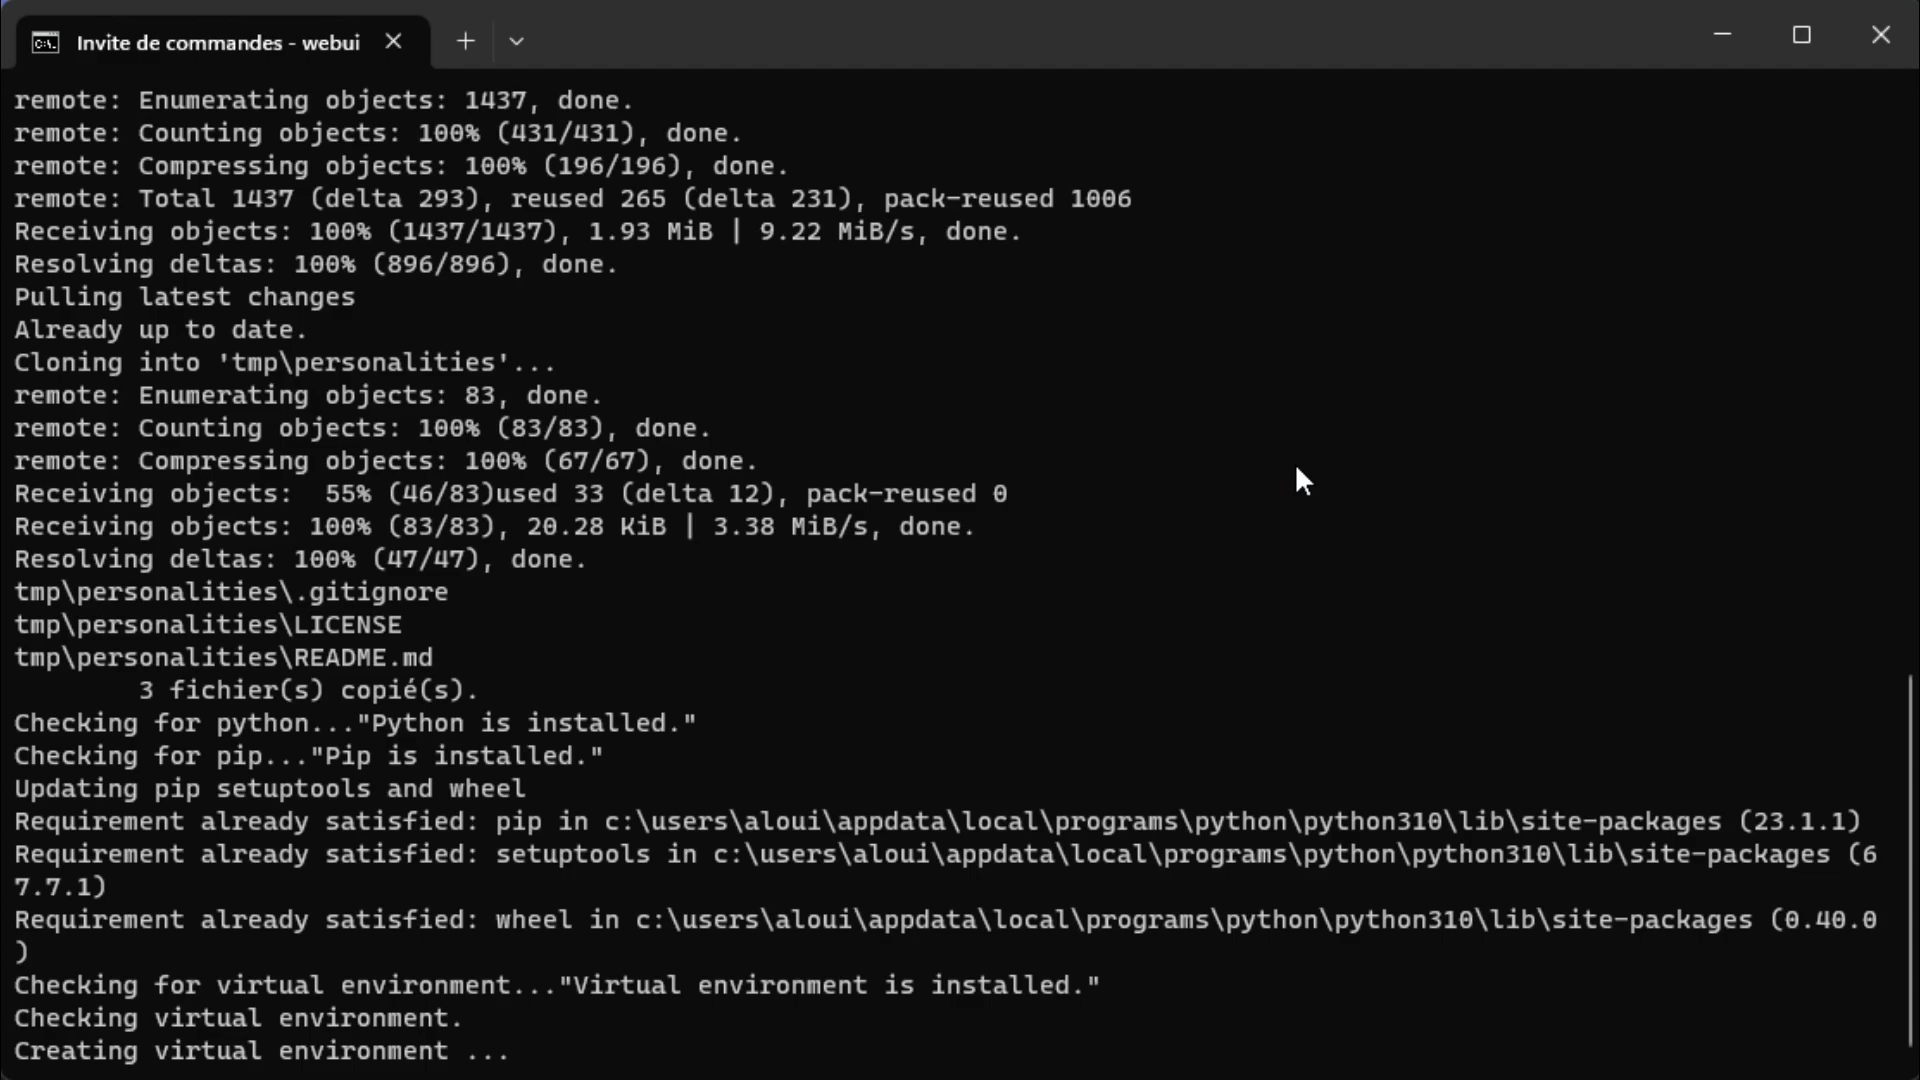 Invite de commandes - webui
remote: Enumerating objects: 1437, done.
remote: Counting objects: 100% (431/431), done.
remote: Compressing objects: 100% (196/196), done.
remote: Total 1437 (delta 293), reused 265 (delta 231), pack-reused 1006
Receiving objects: 100% (1437/1437), 1.93 MiB | 9.22 MiB/s, done.
Resolving deltas: 100% (896/896), done.
Pulling latest changes
Already up to date.
Cloning into 'tmp\personalities'...
remote: Enumerating objects: 83, done.
remote: Counting objects: 100% (83/83), done.
remote: Compressing objects: 100% (67/67), done.
Receiving objects:  55% (46/83)used 33 (delta 12), pack-reused 0
Receiving objects: 100% (83/83), 20.28 KiB | 3.38 MiB/s, done.
Resolving deltas: 100% (47/47), done.
tmp\personalities\.gitignore
tmp\personalities\LICENSE
tmp\personalities\README.md
        3 fichier(s) copié(s).
Checking for python..."Python is installed."
Checking for pip..."Pip is installed."
Updating pip setuptools and wheel
Requirement already satisfied: pip in c:\users\aloui\appdata\local\programs\python\python310\lib\site-packages (23.1.1)
Requirement already satisfied: setuptools in c:\users\aloui\appdata\local\programs\python\python310\lib\site-packages (6
7.7.1)
Requirement already satisfied: wheel in c:\users\aloui\appdata\local\programs\python\python310\lib\site-packages (0.40.0
)
Checking for virtual environment..."Virtual environment is installed."
Checking virtual environment.
Creating virtual environment ...